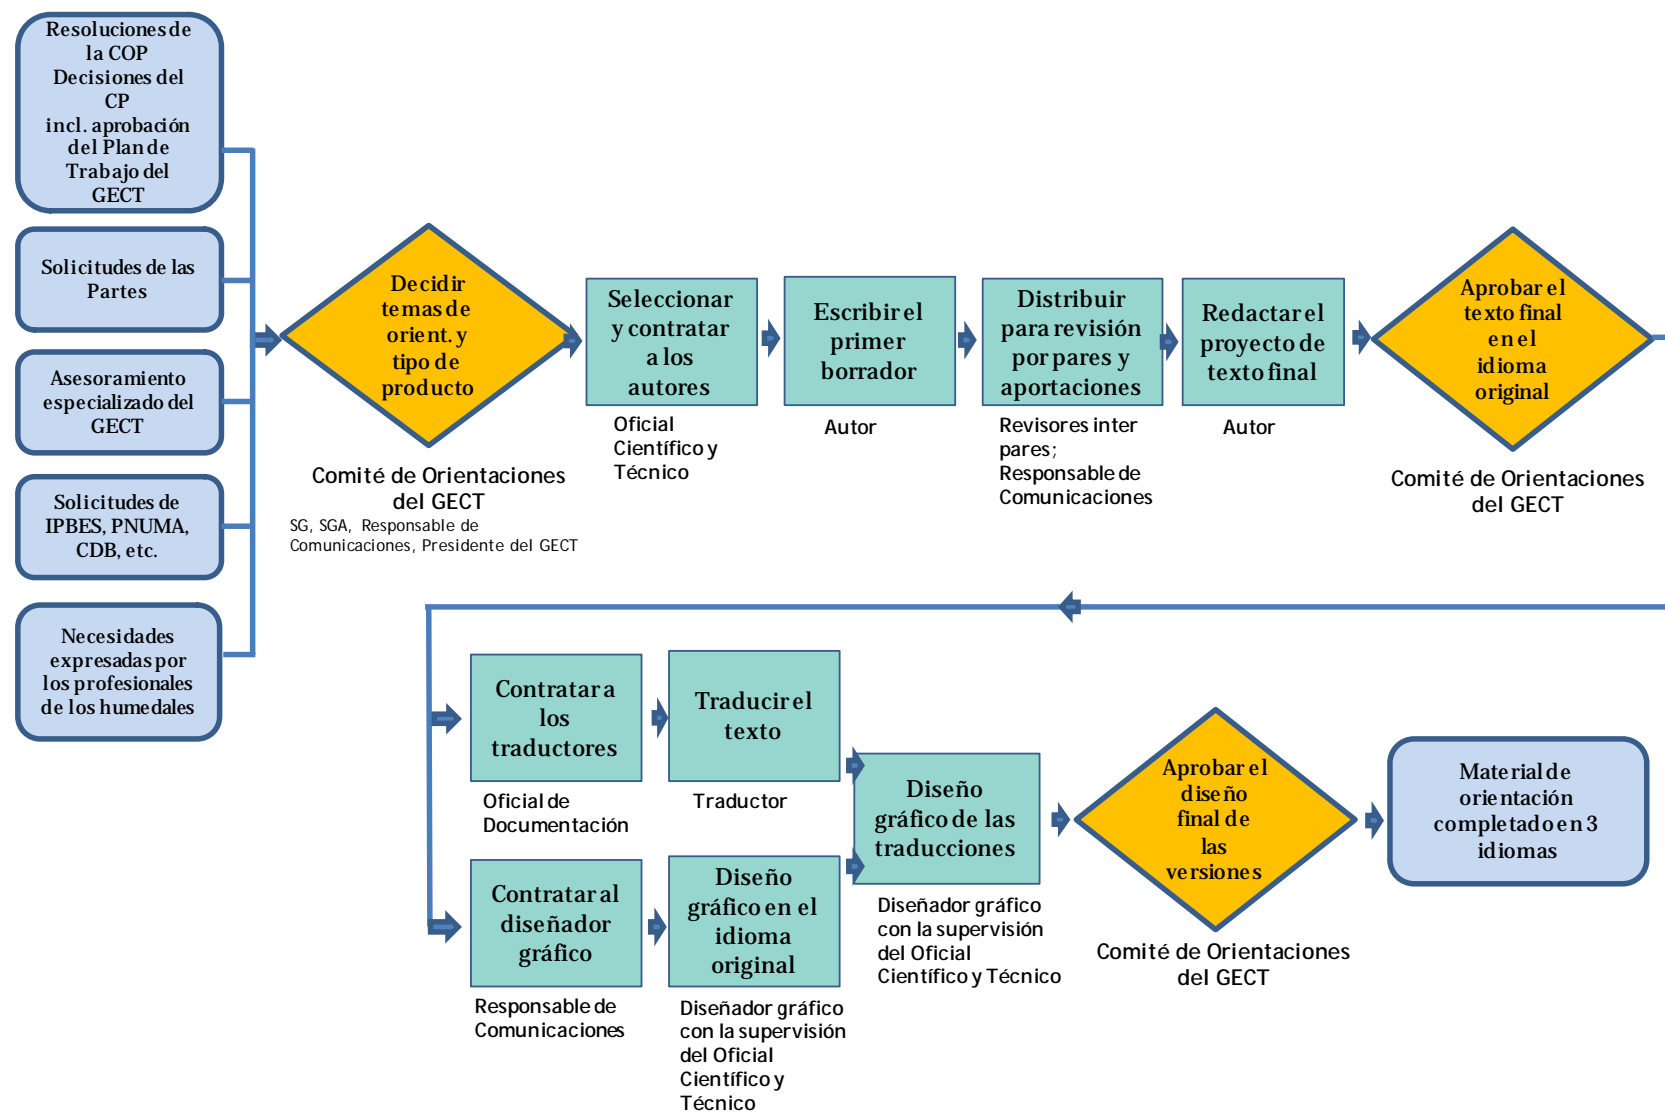 Resoluciones de
la COP
Decisiones del
CP
incl. aprobación
del Plan de
Trabajo del
GECT
Solicitudes de las
Partes
Asesoramiento
especializado del
GECT
Solicitudes de
IPBES, PNUMA,
CDB, etc.
Necesidades
expresadas por
los profesionales
de los humedales
Decidir
temas de
orient. y
tipo de
producto
Comité de Orientaciones
del GECT
SG, SGA, Responsable de
Comunicaciones, Presidente del GECT
Seleccionar
y contratar
a los
autores
Oficial
Científico y
Técnico
Escribir el
primer
borrador
Autor
Distribuir
para revisión
por pares y
aportaciones
Revisores inter
pares;
Responsable de
Comunicaciones
Redactar el
proyecto de
texto final
Autor
Aprobar el
texto final
en el
idioma
original
Comité de Orientaciones
del GECT
Contratar a
los
traductores
Oficial de
Documentación
Traducir el
texto
Traductor
Contratar al
diseñador
gráfico
Responsable de
Comunicaciones
Diseño
gráfico en el
idioma
original
Diseñador gráfico
con la supervisión
del Oficial
Científico y
Técnico
Diseño
gráfico de las
traducciones
Diseñador gráfico
con la supervisión
del Oficial
Científico y Técnico
Aprobar el
diseño
final de
las
versiones
Comité de Orientaciones
del GECT
Material de
orientación
completado en 3
idiomas